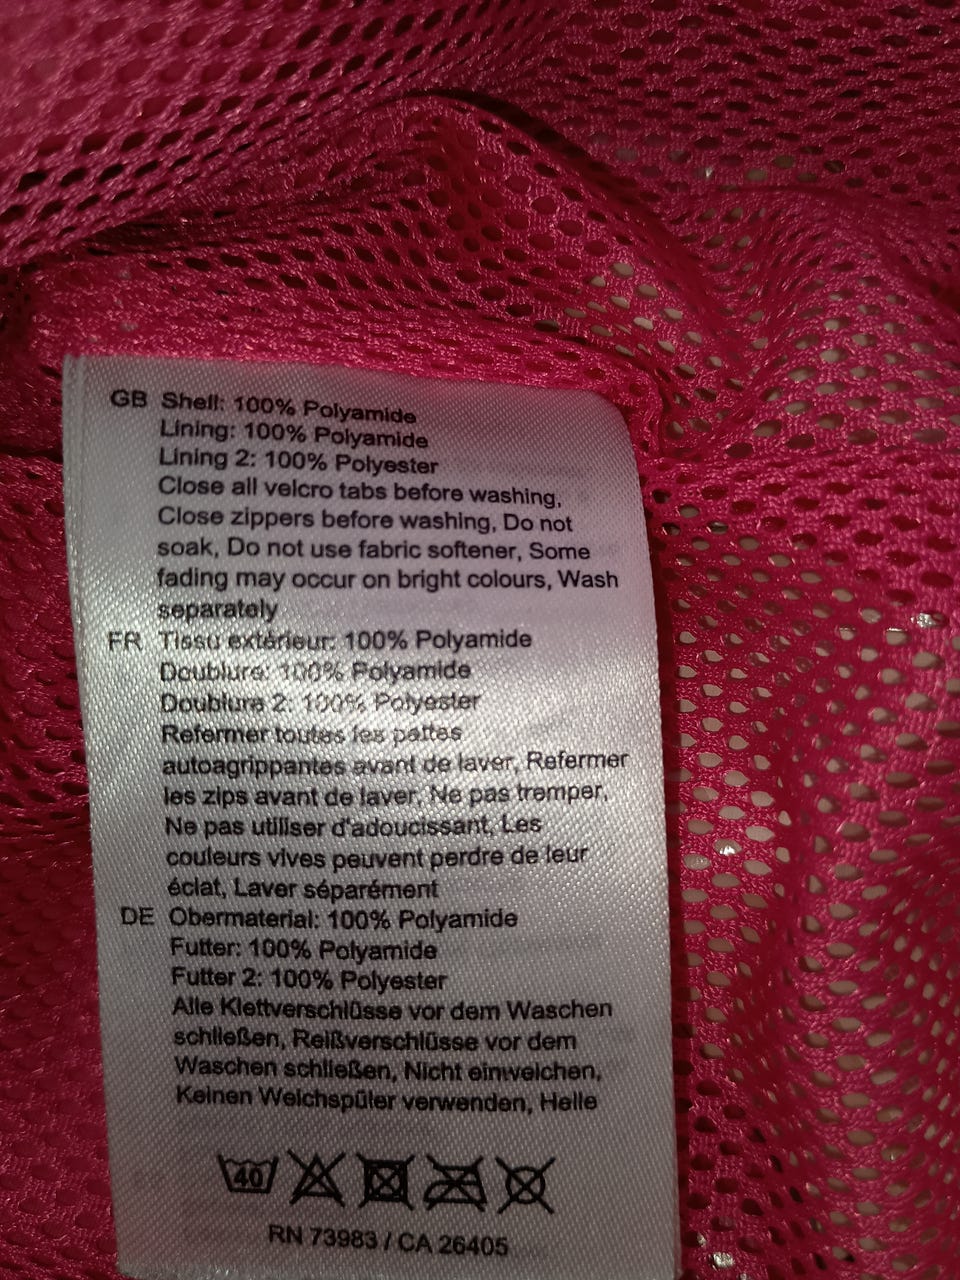 GB Shell: 100% Polyamide
Lining: 100% Polyamide
Lining 2: 100% Polyester
Close all velcro tabs before washing,
Close zippers before washing, Do not
soak, Do not use fabric softener, Some
fading may occur on bright colours, Wash
separately
FR Tissu extérieur: 100% Polyamide
Doublure: 100% Polyamide
Doublure 2: 100% Polyester
Refermer toutes les pattes
autoagrippantes avant de laver, Refermer
les zips avant de laver, Ne pas tremper,
Ne pas utiliser d'adoucissant, Les
couleurs vives peuvent perdre de leur
éclat, Laver séparément
DE Obermaterial: 100% Polyamide
Futter: 100% Polyamide
Futter 2: 100% Polyester
Alle Klettverschlüsse vor dem Waschen
schließen, Reißverschlüsse vor dem
Waschen schließen, Nicht einweichen,
Keinen Weichspüler verwenden, Helle
40
RN 73983 / CA 26405